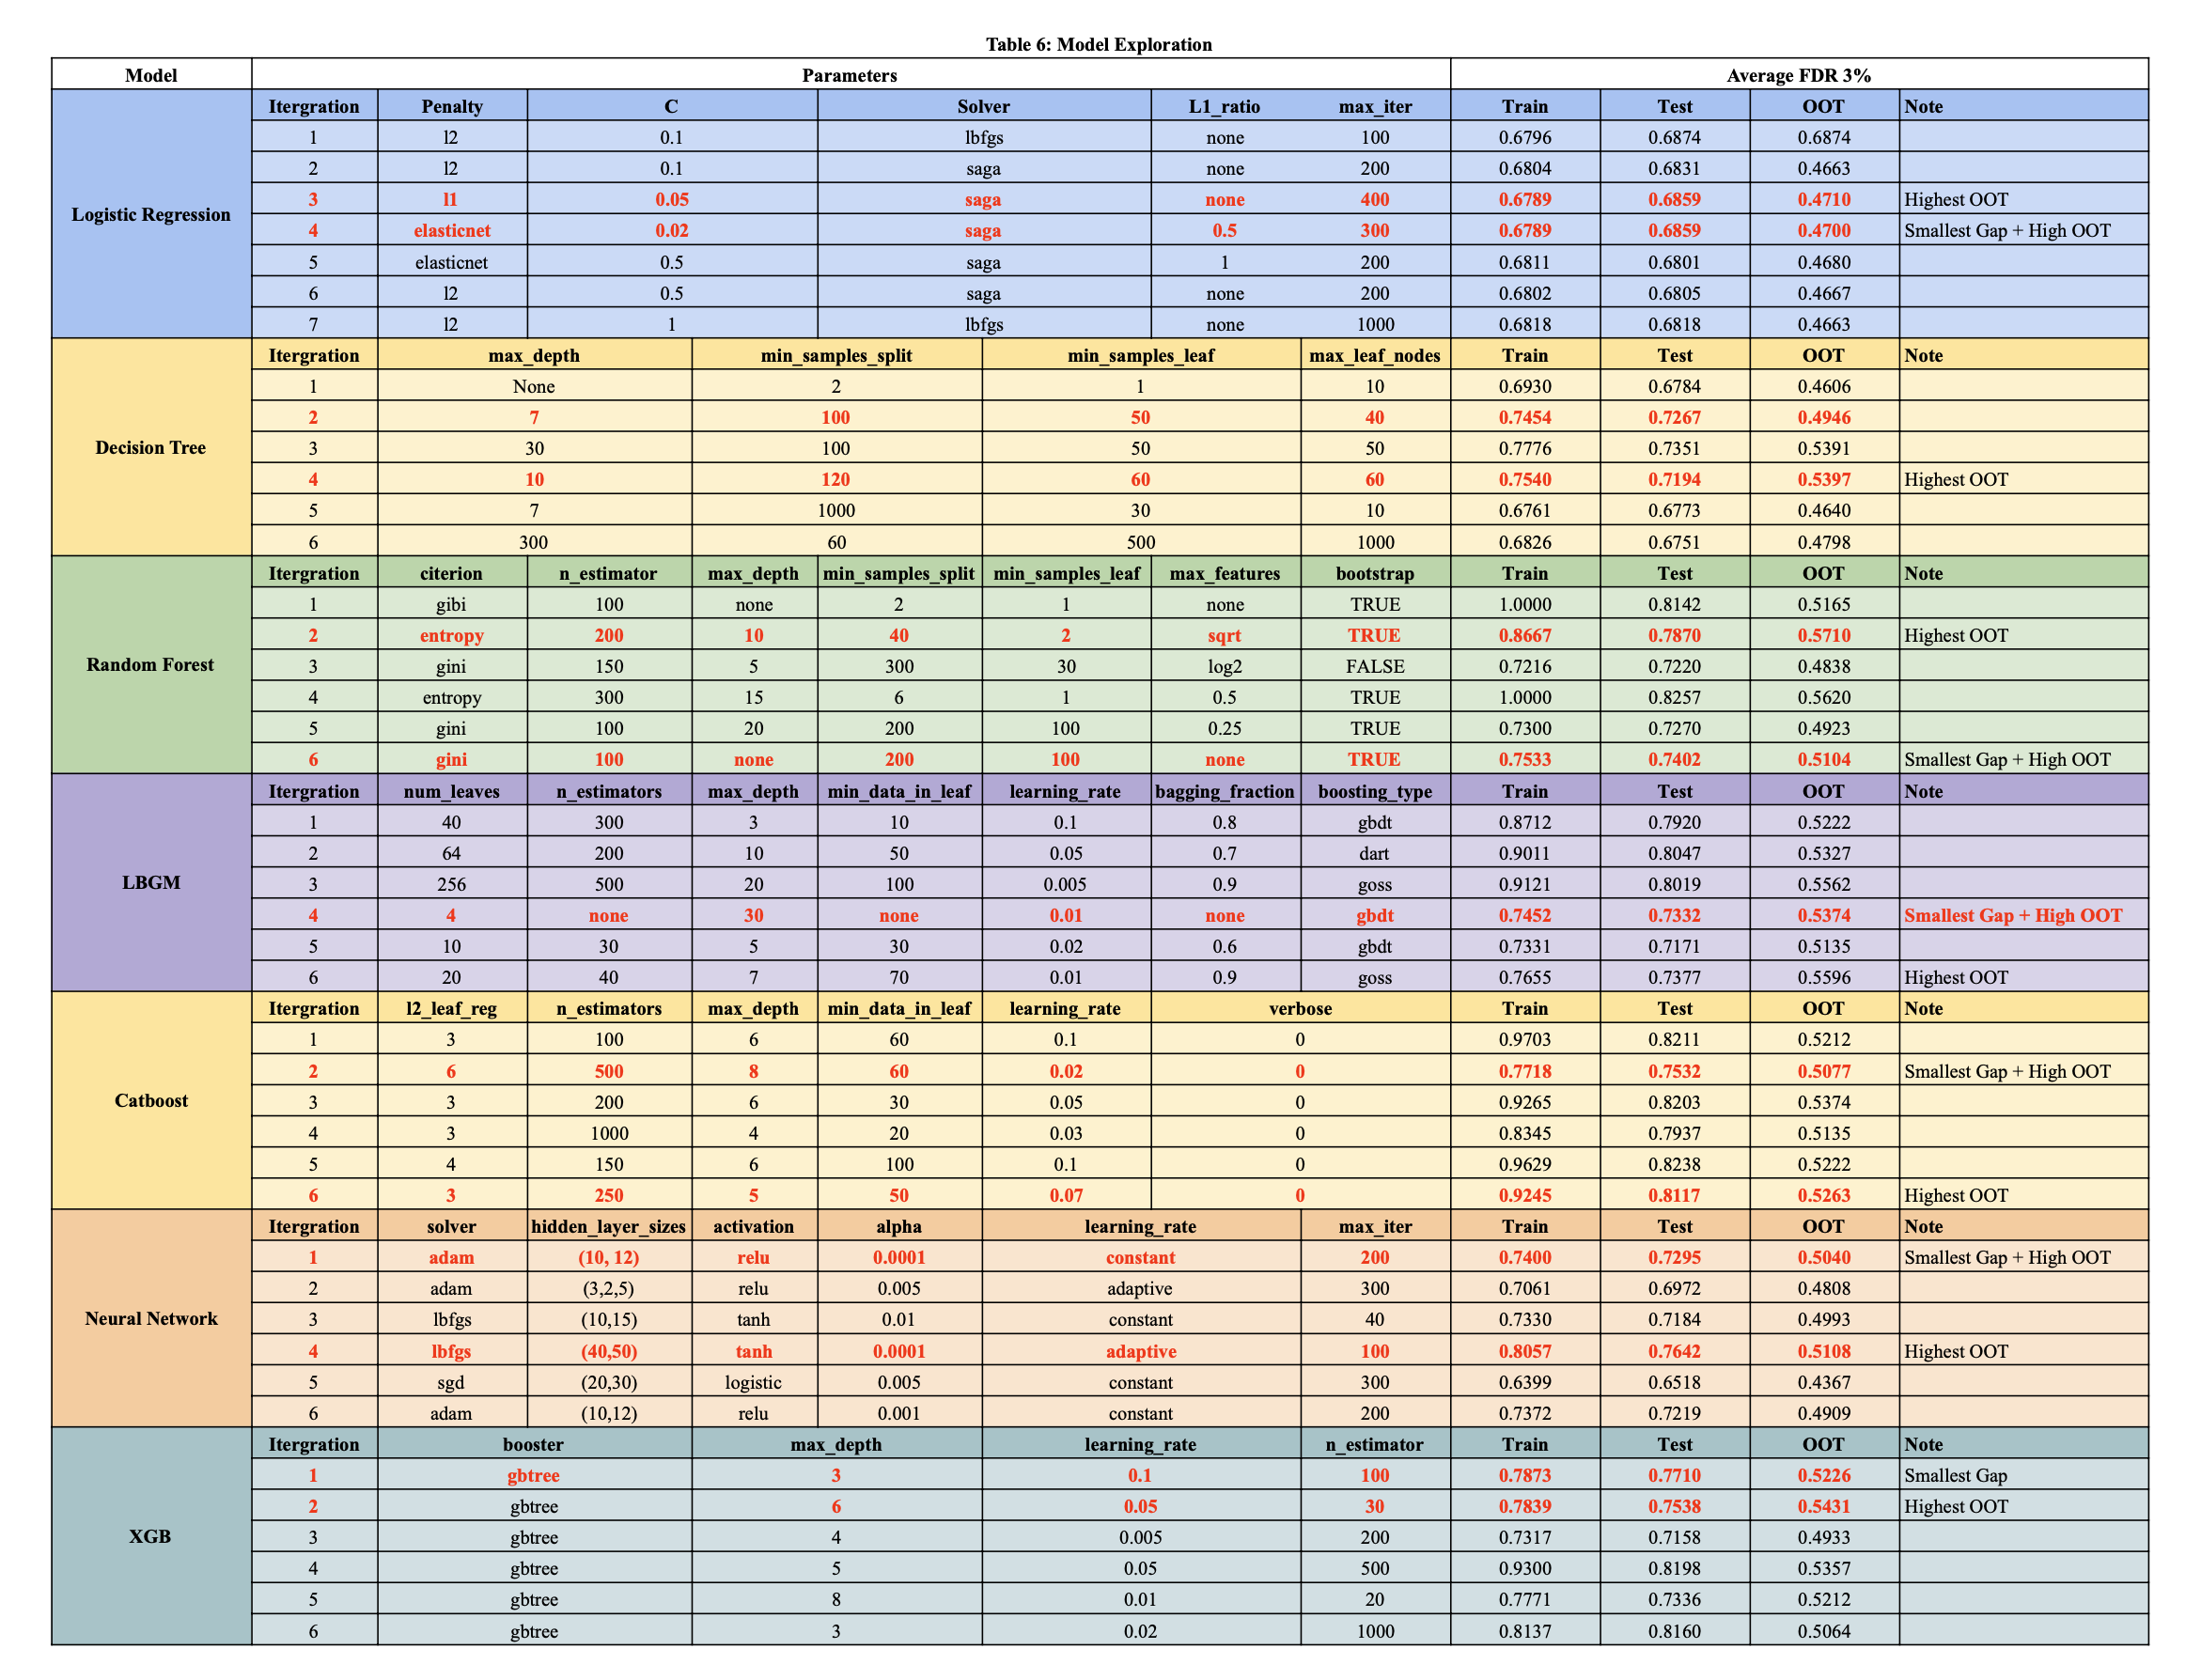 Table 6: Model Exploration
Model Parameters Average FDR 3%
Logistic Regression
Itergration Penalty C Solver L1_ratio max_iter Train Test OOT Note
1 l2 0.1 lbfgs none 100 0.6796 0.6874 0.6874
2 l2 0.1 saga none 200 0.6804 0.6831 0.4663
3 l1 0.05 saga none 400 0.6789 0.6859 0.4710 Highest OOT
4 elasticnet 0.02 saga 0.5 300 0.6789 0.6859 0.4700 Smallest Gap + High OOT
5 elasticnet 0.5 saga 1 200 0.6811 0.6801 0.4680
6 l2 0.5 saga none 200 0.6802 0.6805 0.4667
7 l2 1 lbfgs none 1000 0.6818 0.6818 0.4663
Decision Tree
Itergration max_depth min_samples_split min_samples_leaf max_leaf_nodes Train Test OOT Note
1 None 2 1 10 0.6930 0.6784 0.4606
2 7 100 50 40 0.7454 0.7267 0.4946
3 30 100 50 50 0.7776 0.7351 0.5391
4 10 120 60 60 0.7540 0.7194 0.5397 Highest OOT
5 7 1000 30 10 0.6761 0.6773 0.4640
6 300 60 500 1000 0.6826 0.6751 0.4798
Random Forest
Itergration citerion n_estimator max_depth min_samples_split min_samples_leaf max_features bootstrap Train Test OOT Note
1 gibi 100 none 2 1 none TRUE 1.0000 0.8142 0.5165
2 entropy 200 10 40 2 sqrt TRUE 0.8667 0.7870 0.5710 Highest OOT
3 gini 150 5 300 30 log2 FALSE 0.7216 0.7220 0.4838
4 entropy 300 15 6 1 0.5 TRUE 1.0000 0.8257 0.5620
5 gini 100 20 200 100 0.25 TRUE 0.7300 0.7270 0.4923
6 gini 100 none 200 100 none TRUE 0.7533 0.7402 0.5104 Smallest Gap + High OOT
LBGM
Itergration num_leaves n_estimators max_depth min_data_in_leaf learning_rate bagging_fraction boosting_type Train Test OOT Note
1 40 300 3 10 0.1 0.8 gbdt 0.8712 0.7920 0.5222
2 64 200 10 50 0.05 0.7 dart 0.9011 0.8047 0.5327
3 256 500 20 100 0.005 0.9 goss 0.9121 0.8019 0.5562
4 4 none 30 none 0.01 none gbdt 0.7452 0.7332 0.5374 Smallest Gap + High OOT
5 10 30 5 30 0.02 0.6 gbdt 0.7331 0.7171 0.5135
6 20 40 7 70 0.01 0.9 goss 0.7655 0.7377 0.5596 Highest OOT
Catboost
Itergration l2_leaf_reg n_estimators max_depth min_data_in_leaf learning_rate verbose Train Test OOT Note
1 3 100 6 60 0.1 0 0.9703 0.8211 0.5212
2 6 500 8 60 0.02 0 0.7718 0.7532 0.5077 Smallest Gap + High OOT
3 3 200 6 30 0.05 0 0.9265 0.8203 0.5374
4 3 1000 4 20 0.03 0 0.8345 0.7937 0.5135
5 4 150 6 100 0.1 0 0.9629 0.8238 0.5222
6 3 250 5 50 0.07 0 0.9245 0.8117 0.5263 Highest OOT
Neural Network
Itergration solver hidden_layer_sizes activation alpha learning_rate max_iter Train Test OOT Note
1 adam (10, 12) relu 0.0001 constant 200 0.7400 0.7295 0.5040 Smallest Gap + High OOT
2 adam (3,2,5) relu 0.005 adaptive 300 0.7061 0.6972 0.4808
3 lbfgs (10,15) tanh 0.01 constant 40 0.7330 0.7184 0.4993
4 lbfgs (40,50) tanh 0.0001 adaptive 100 0.8057 0.7642 0.5108 Highest OOT
5 sgd (20,30) logistic 0.005 constant 300 0.6399 0.6518 0.4367
6 adam (10,12) relu 0.001 constant 200 0.7372 0.7219 0.4909
XGB
Itergration booster max_depth learning_rate n_estimator Train Test OOT Note
1 gbtree 3 0.1 100 0.7873 0.7710 0.5226 Smallest Gap
2 gbtree 6 0.05 30 0.7839 0.7538 0.5431 Highest OOT
3 gbtree 4 0.005 200 0.7317 0.7158 0.4933
4 gbtree 5 0.05 500 0.9300 0.8198 0.5357
5 gbtree 8 0.01 20 0.7771 0.7336 0.5212
6 gbtree 3 0.02 1000 0.8137 0.8160 0.5064